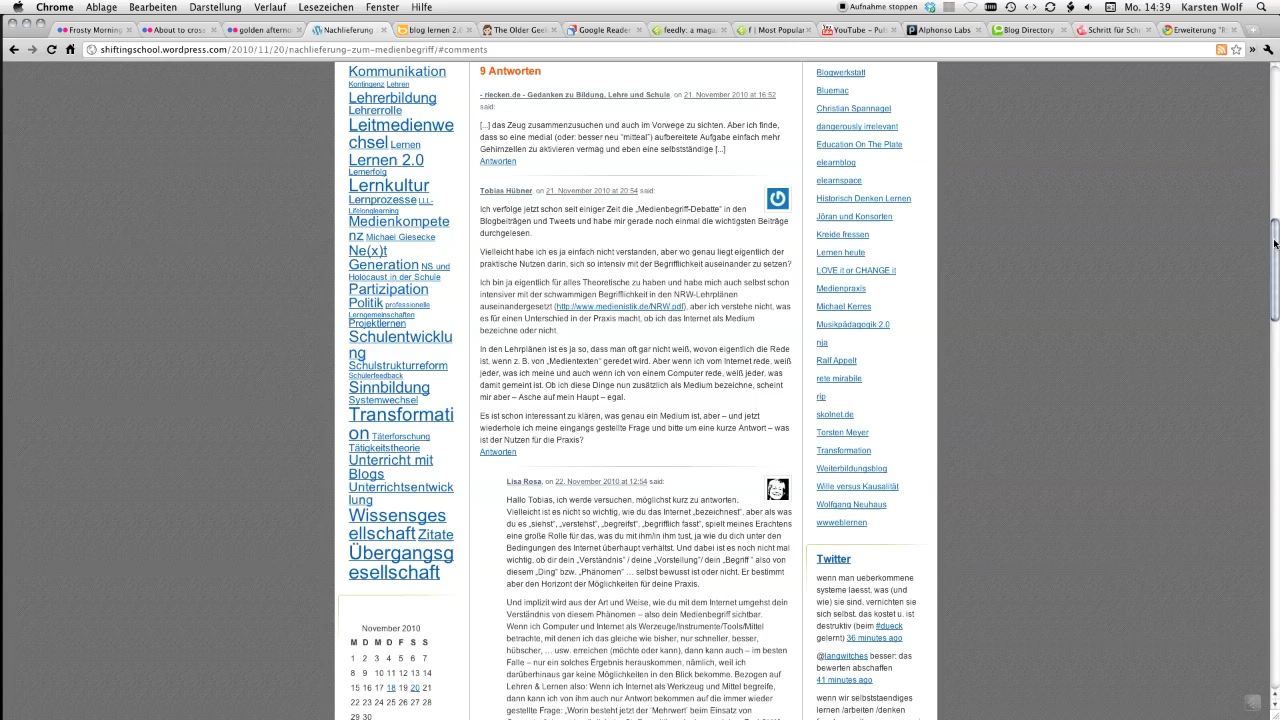 Chrome Ablage Bearbeiten Darstellung Verlauf Lesezeichen Fenster Hilfe Aufnahme stoppen Mo. 14:39 Karsten Wolf
Frosty Morning
About to cross
golden afterno
Nachlieferung
blog lernen 2.0
The Older Gee
Google Reader
feedly: a maga
f | Most Popula
YouTube – Pul
Alphonso Labs
Blog Directory
Schritt für Sch
Erweiterung "R
shiftingschool.wordpress.com/2010/11/20/nachlieferung-zum-medienbegriff/#comments
Kommunikation
Kontingenz Lehren
Lehrerbildung
Lehrerrolle
Leitmedienwe
chsel Lernen
Lernen 2.0
Lernerfolg
Lernkultur
Lernprozesse LLL-
Lifelonglearning
Medienkompete
nz Michael Giesecke
Ne(x)t
Generation NS und
Holocaust in der Schule
Partizipation
Politik professionelle
Lerngemeinschaften
Projektlernen
Schulentwicklu
ng
Schulstrukturreform
Schülerfeedback
Sinnbildung
Systemwechsel
Transformati
on Täterforschung
Tätigkeitstheorie
Unterricht mit
Blogs
Unterrichtsentwick
lung
Wissensges
ellschaft Zitate
Übergangsg
esellschaft
November 2010
M D M D F S S
1 2 3 4 5 6 7
8 9 10 11 12 13 14
15 16 17 18 19 20 21
22 23 24 25 26 27 28
29 30
9 Antworten
- riecken.de - Gedanken zu Bildung, Lehre und Schule, on 21. November 2010 at 16:52
said:
[...] das Zeug zusammenzusuchen und auch im Vorwege zu sichten. Aber ich finde,
dass so eine medial (oder: besser neu "mitteal") aufbereitete Aufgabe einfach mehr
Gehirnzellen zu aktivieren vermag und eben eine selbstständige [...]
Antworten
Tobias Hübner, on 21. November 2010 at 20:54 said:
Ich verfolge jetzt schon seit einiger Zeit die „Medienbegriff-Debatte" in den
Blogbeiträgen und Tweets und habe mir gerade noch einmal die wichtigsten Beiträge
durchgelesen.
Vielleicht habe ich es ja einfach nicht verstanden, aber wo genau liegt eigentlich der
praktische Nutzen darin, sich so intensiv mit der Begrifflichkeit auseinander zu setzen?
Ich bin ja eigentlich für alles Theoretische zu haben und habe mich auch selbst schon
intensiver mit der schwammigen Begrifflichkeit in den NRW-Lehrplänen
auseinandergesetzt (http://www.medienistik.de/NRW.pdf), aber ich verstehe nicht, was
es für einen Unterschied in der Praxis macht, ob ich das Internet als Medium
bezeichne oder nicht.
In den Lehrplänen ist es ja so, dass man oft gar nicht weiß, wovon eigentlich die Rede
ist, wenn z. B. von „Medientexten" geredet wird. Aber wenn ich vom Internet rede, weiß
jeder, was ich meine und auch wenn ich von einem Computer rede, weiß jeder, was
damit gemeint ist. Ob ich diese Dinge nun zusätzlich als Medium bezeichne, scheint
mir aber – Asche auf mein Haupt – egal.
Es ist schon interessant zu klären, was genau ein Medium ist, aber – und jetzt
wiederhole ich meine eingangs gestellte Frage und bitte um eine kurze Antwort – was
ist der Nutzen für die Praxis?
Antworten
Lisa Rosa, on 22. November 2010 at 12:54 said:
Hallo Tobias, ich werde versuchen, möglichst kurz zu antworten.
Vielleicht ist es nicht so wichtig, wie du das Internet „bezeichnest", aber als was
du es „siehst", „verstehst", „begreifst", „begrifflich fasst", spielt meines Erachtens
eine große Rolle für das, was du mit ihm/in ihm tust, ja wie du dich unter den
Bedingungen des Internet überhaupt verhältst. Und dabei ist es noch nicht mal
wichtig, ob dir dein „Verständnis" / deine „Vorstellung"/ dein „Begriff " also von
diesem „Ding" bzw. „Phänomen" ... selbst bewusst ist oder nicht. Er bestimmt
aber den Horizont der Möglichkeiten für deine Praxis.
Und implizit wird aus der Art und Weise, wie du mit dem Internet umgehst dein
Verständnis von diesem Phänomen – also dein Medienbegriff sichtbar.
Wenn ich Computer und Internet als Werzeuge/Instrumente/Tools/Mittel
betrachte, mit denen ich das gleiche wie bisher, nur schneller, besser,
hübscher, ... usw. erreichen (möchte oder kann), dann kann auch – im besten
Falle – nur ein solches Ergebnis herauskommen, nämlich, weil ich
darüberhinaus gar keine Möglichkeiten in den Blick bekomme. Bezogen auf
Lehren & Lernen also: Wenn ich Internet als Werkzeug und Mittel begreife,
dann kann ich von ihm auch nur Antwort bekommen auf die immer wieder
gestellte Frage: „Worin besteht jetzt der 'Mehrwert' beim Einsatz von
Blogwerkstatt
Bluemac
Christian Spannagel
dangerously irrelevant
Education On The Plate
elearnblog
elearnspace
Historisch Denken Lernen
Jöran und Konsorten
Kreide fressen
Lernen heute
LOVE it or CHANGE it
Medienpraxis
Michael Kerres
Musikpädagogik 2.0
nja
Ralf Appelt
rete mirabile
rip
skolnet.de
Torsten Meyer
Transformation
Weiterbildungsblog
Wille versus Kausalität
Wolfgang Neuhaus
wwweblernen
Twitter
wenn man ueberkommene
systeme laesst, was (und
wie) sie sind, vernichten sie
sich selbst. das kostet u. ist
destruktiv (beim #dueck
gelernt) 36 minutes ago
@langwitches besser: das
bewerten abschaffen
41 minutes ago
wenn wir selbststaendiges
lernen /arbeiten /denken